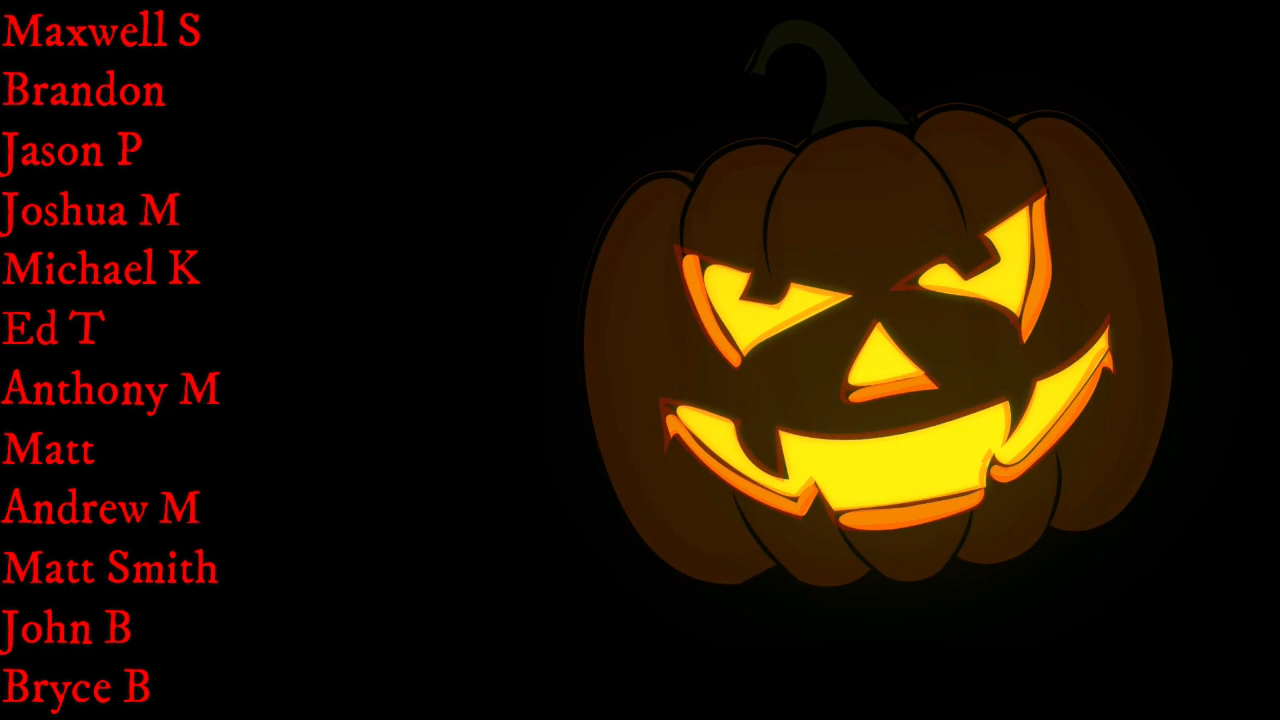 Maxwell S
Brandon
Jason P
Joshua M
Michael K
Ed T
Anthony M
Matt
Andrew M
Matt Smith
John B
Bryce B